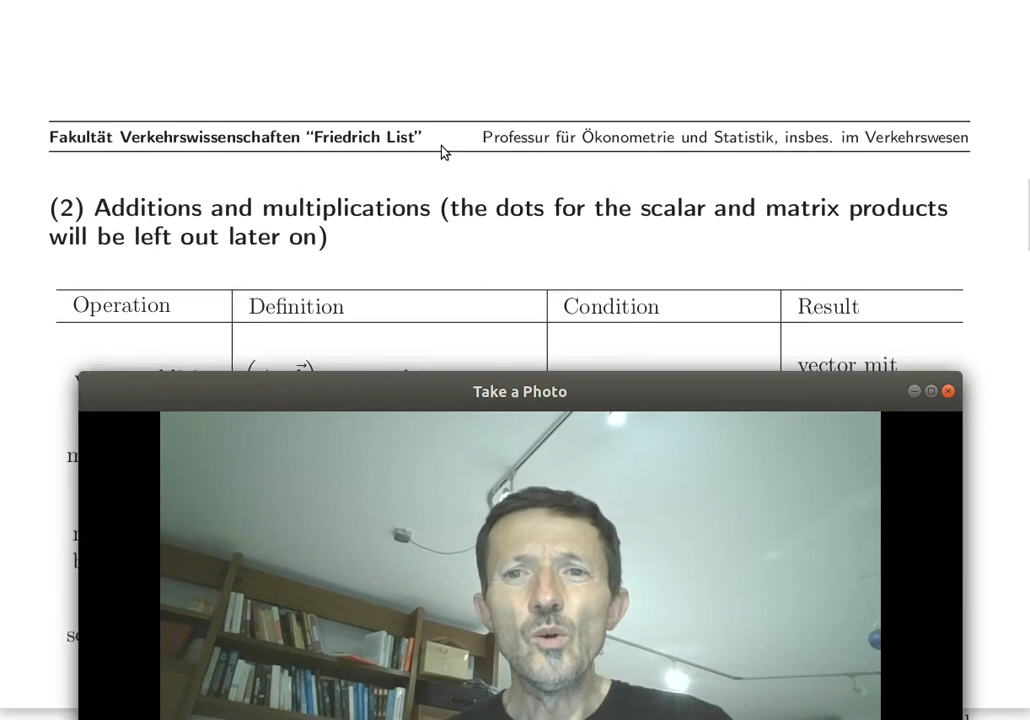 Fakultät Verkehrswissenschaften “Friedrich List” Professur für Ökonometrie und Statistik, insbes. im Verkehrswesen
(2) Additions and multiplications (the dots for the scalar and matrix products
will be left out later on)
Operation Definition Condition Result
vector mit
Take a Photo